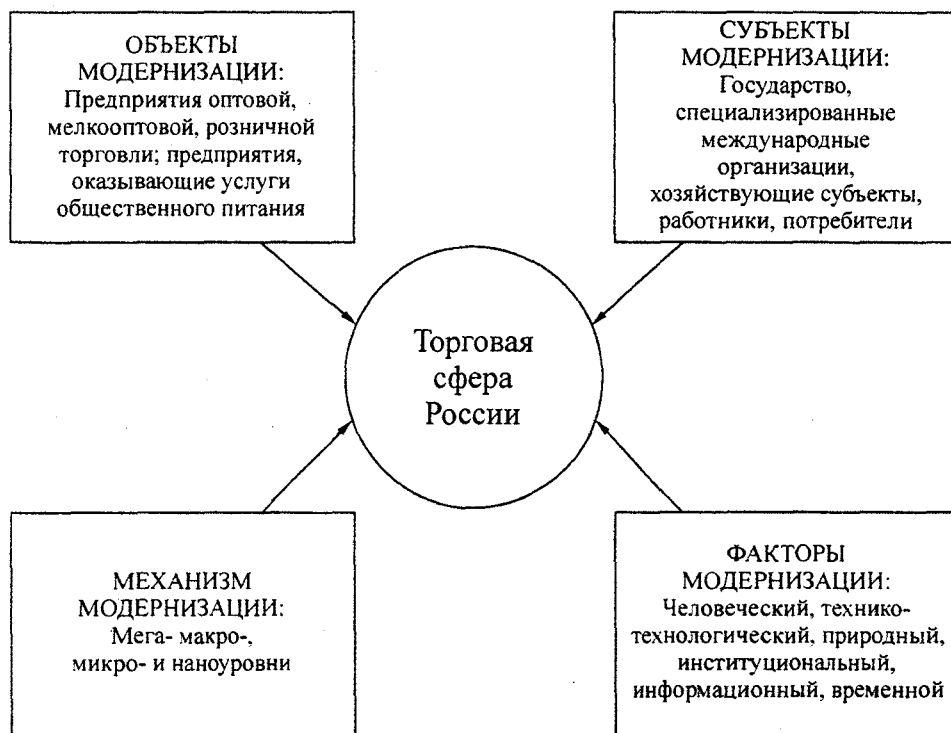 ОБЪЕКТЫ
МОДЕРНИЗАЦИИ:
Предприятия оптовой,
мелкооптовой, розничной
торговли; предприятия,
оказывающие услуги
общественного питания
СУБЪЕКТЫ
МОДЕРНИЗАЦИИ:
Государство,
специализированные
международные
организации,
хозяйствующие субъекты,
работники, потребители
Торговая
сфера
России
МЕХАНИЗМ
МОДЕРНИЗАЦИИ:
Мега- макро-,
микро- и наноуровни
ФАКТОРЫ
МОДЕРНИЗАЦИИ:
Человеческий, технико-
технологический, природный,
институциональный,
информационный, временной